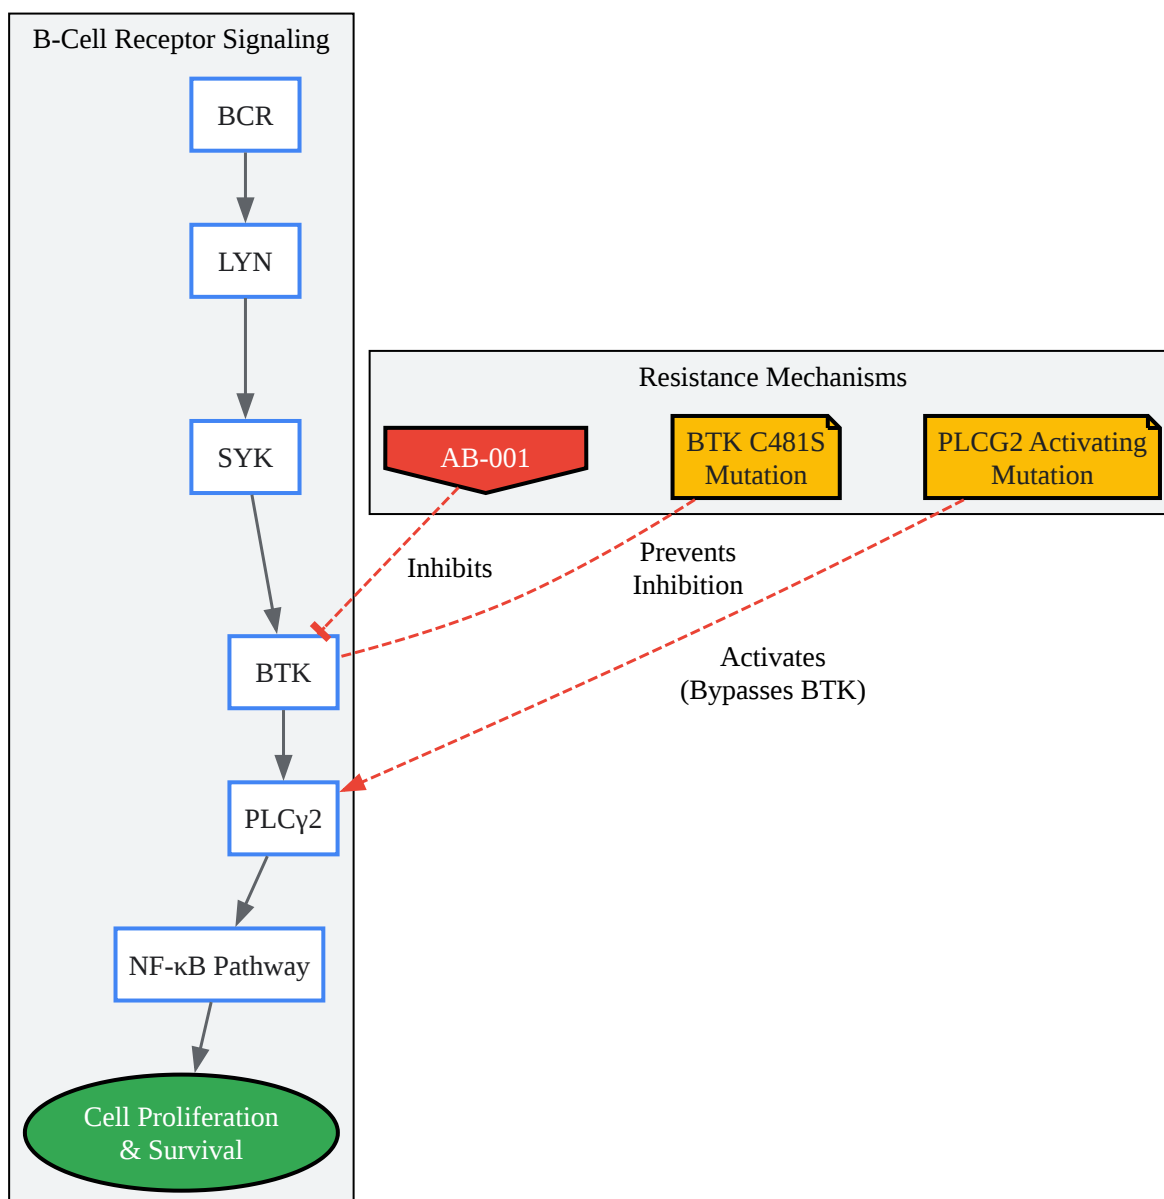 B-Cell Receptor Signaling
BCR
LYN
SYK
BTK
PLCγ2
NF-κB Pathway
Cell Proliferation
& Survival
Resistance Mechanisms
AB-001
BTK C481S
Mutation
PLCG2 Activating
Mutation
Inhibits
Prevents
Inhibition
Activates
(Bypasses BTK)